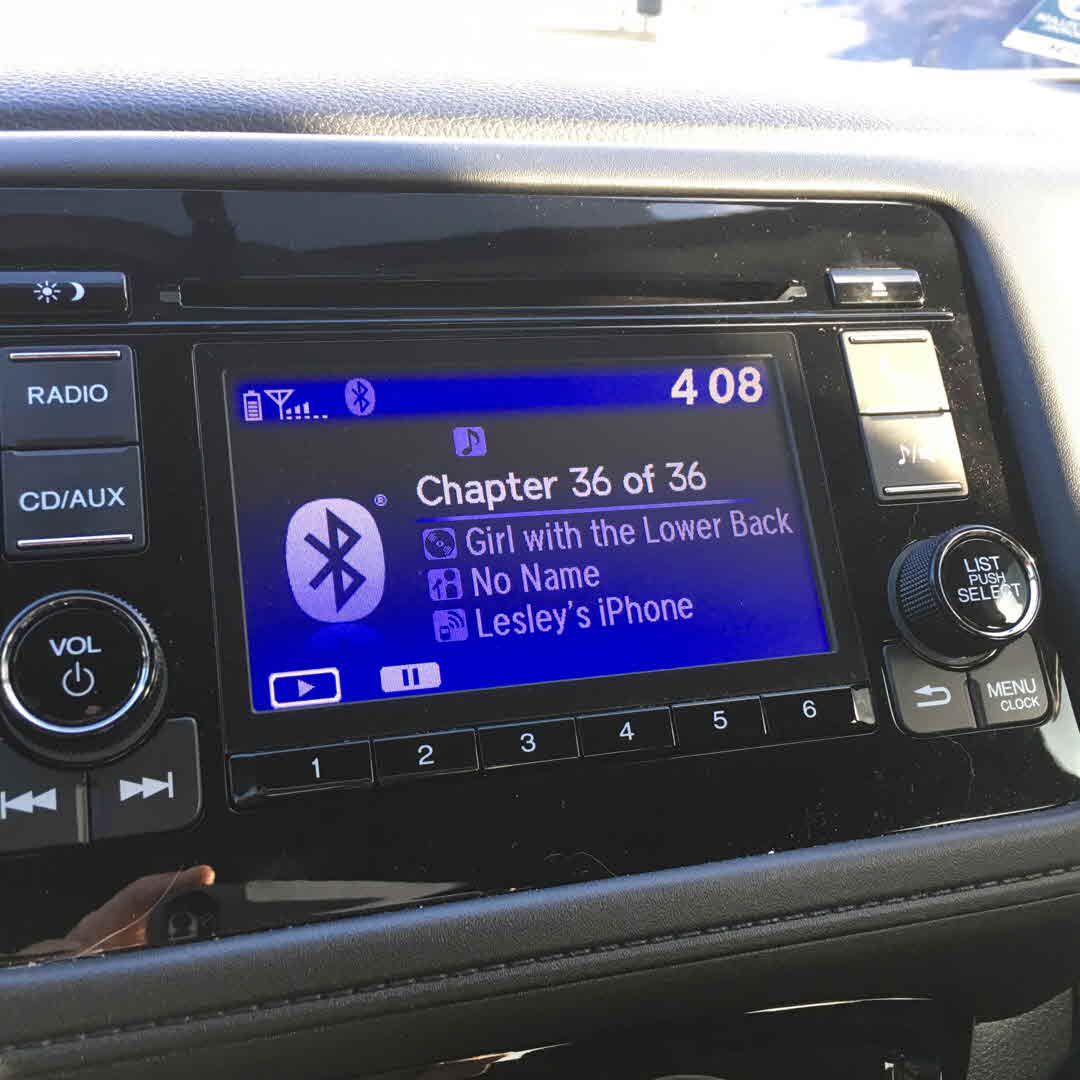 4 08
RADIO
Chapter 36 of 36
CD/AUX
®
Girl with the Lower Back
No Name
Lesley's iPhone
LIST
PUSH
SELECT
VOL
MENU
CLOCK
1 2 3 4 5 6